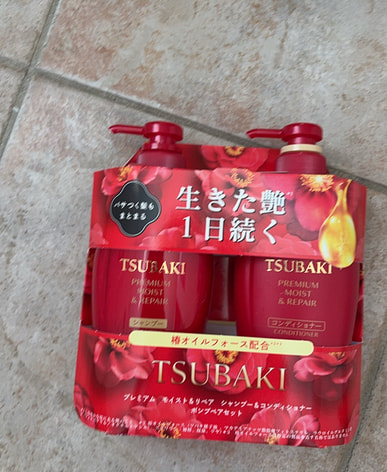 パサつく髪も
まとまる
生きた艶
1日続く
TSUBAKI
PREMIUM
MOIST
& REPAIR
シャンプー
TSUBAKI
PREMIUM
MOIST
& REPAIR
コンディショナー
CONDITIONER
椿オイルフォース配合
TSUBAKI
プレミアム モイスト&リペア シャンプー&コンディショナー
ポンプペアセット